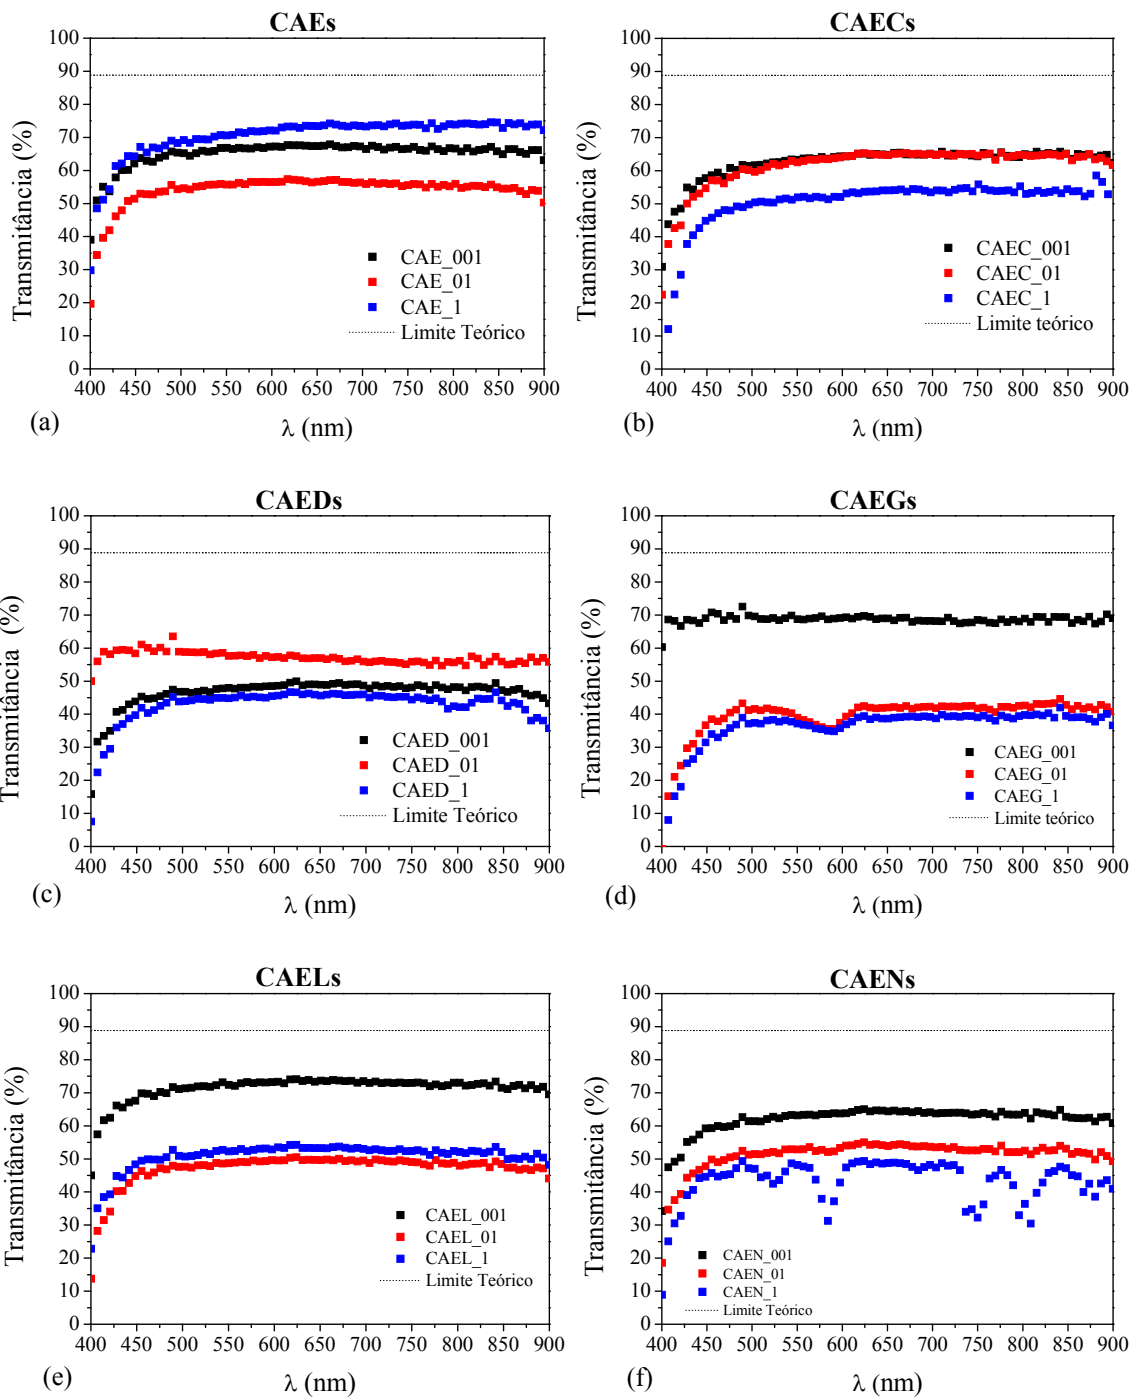 CAEs
100
90
80
70
60
50
40
30
20
10
0
Transmitância (%)
CAE_001
CAE_01
CAE_1
Limite Teórico
400 450 500 550 600 650 700 750 800 850 900
(a)
λ (nm)
CAECs
100
90
80
70
60
50
40
30
20
10
0
Transmitância (%)
CAEC_001
CAEC_01
CAEC_1
Limite teórico
400 450 500 550 600 650 700 750 800 850 900
(b)
λ (nm)
CAEDs
100
90
80
70
60
50
40
30
20
10
0
Transmitância (%)
CAED_001
CAED_01
CAED_1
Limite Teórico
400 450 500 550 600 650 700 750 800 850 900
(c)
λ (nm)
CAEGs
100
90
80
70
60
50
40
30
20
10
0
Transmitância (%)
CAEG_001
CAEG_01
CAEG_1
Limite teórico
400 450 500 550 600 650 700 750 800 850 900
(d)
λ (nm)
CAELs
100
90
80
70
60
50
40
30
20
10
0
Transmitância (%)
CAEL_001
CAEL_01
CAEL_1
Limite Teórico
400 450 500 550 600 650 700 750 800 850 900
(e)
λ (nm)
CAENs
100
90
80
70
60
50
40
30
20
10
0
Transmitância (%)
CAEN_001
CAEN_01
CAEN_1
Limite Teórico
400 450 500 550 600 650 700 750 800 850 900
(f)
λ (nm)